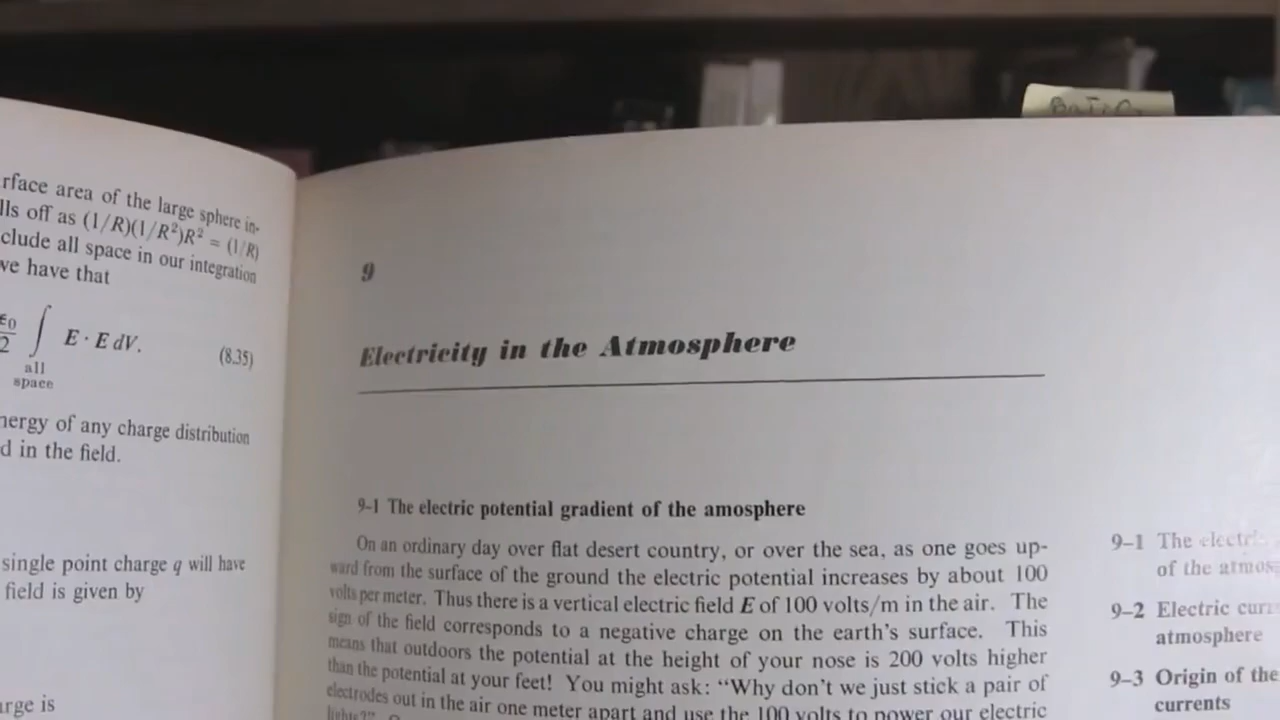 rface area of the large sphere in-
lls off as (1/R)(1/R²)R² = (1/R)
clude all space in our integration
we have that
ϵ0/2 ∫ E · E dV. (8.35)
all
space
nergy of any charge distribution
d in the field.
single point charge q will have
field is given by
arge is
9
Electricity in the Atmosphere
9–1 The electric potential gradient of the amosphere
On an ordinary day over flat desert country, or over the sea, as one goes up-
ward from the surface of the ground the electric potential increases by about 100
volts per meter. Thus there is a vertical electric field E of 100 volts/m in the air. The
sign of the field corresponds to a negative charge on the earth's surface. This
means that outdoors the potential at the height of your nose is 200 volts higher
than the potential at your feet! You might ask: "Why don't we just stick a pair of
electrodes out in the air one meter apart and use the 100 volts to power our electric
lights?"
9–1 The electric
of the atmos
9–2 Electric curr
atmosphere
9–3 Origin of the
currents